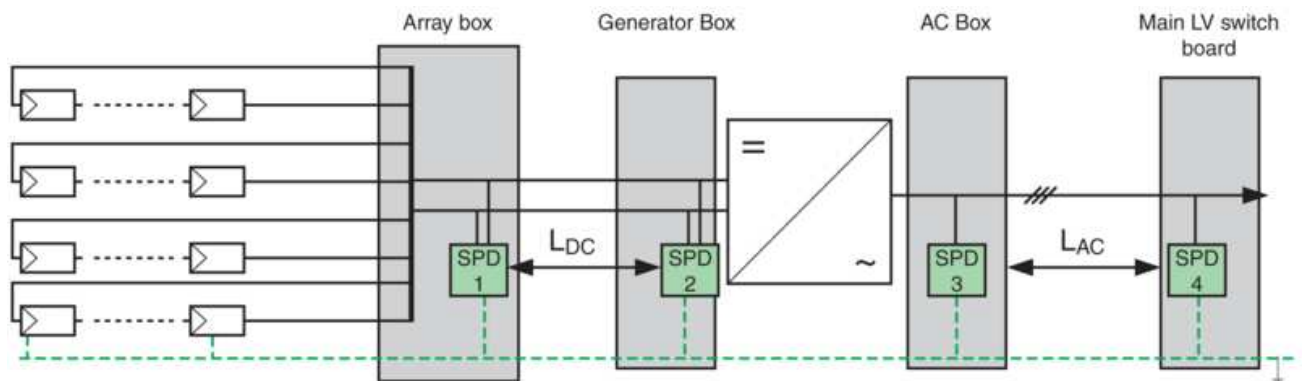 Array box
Generator Box
AC Box
Main LV switch
board
=
~
LDC
LAC
SPD
1
SPD
2
SPD
3
SPD
4